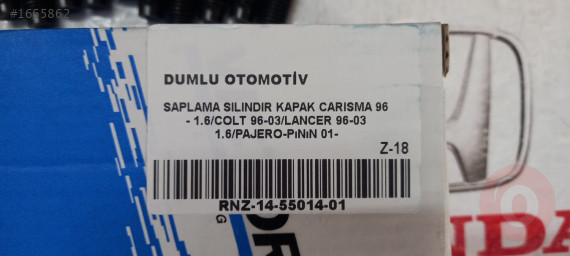 #1665862
DUMLU OTOMOTİV
SAPLAMA SILINDIR KAPAK CARISMA 96
- 1.6/COLT 96-03/LANCER 96-03
1.6/PAJERO-PıNıN 01-
Z-18
RNZ-14-55014-01